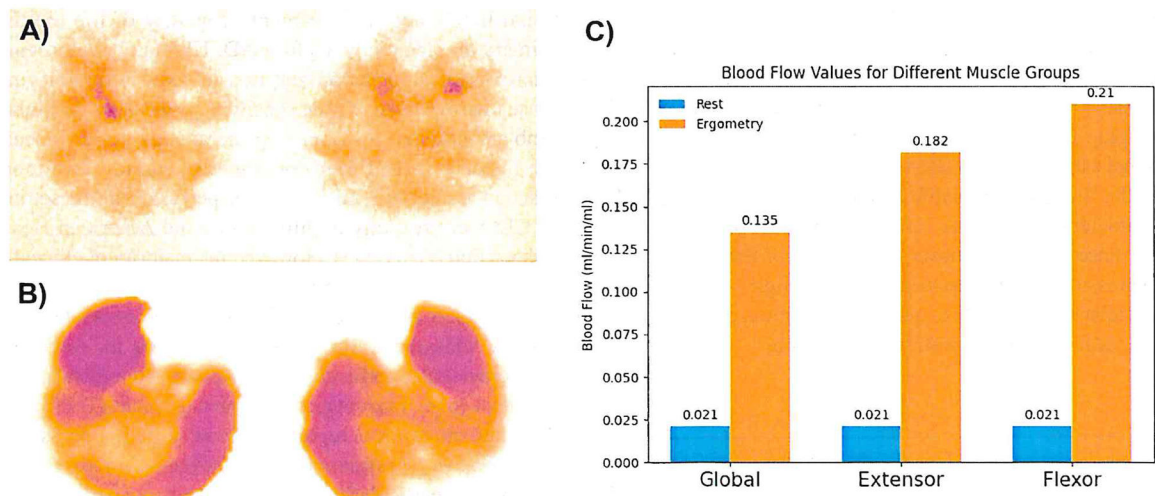 A)
B)
C)
Blood Flow Values for Different Muscle Groups
Rest
Ergometry
Blood Flow (ml/min/ml)
0.200
0.175
0.150
0.125
0.100
0.075
0.050
0.025
0.000
0.021
0.135
0.021
0.182
0.021
0.21
Global
Extensor
Flexor